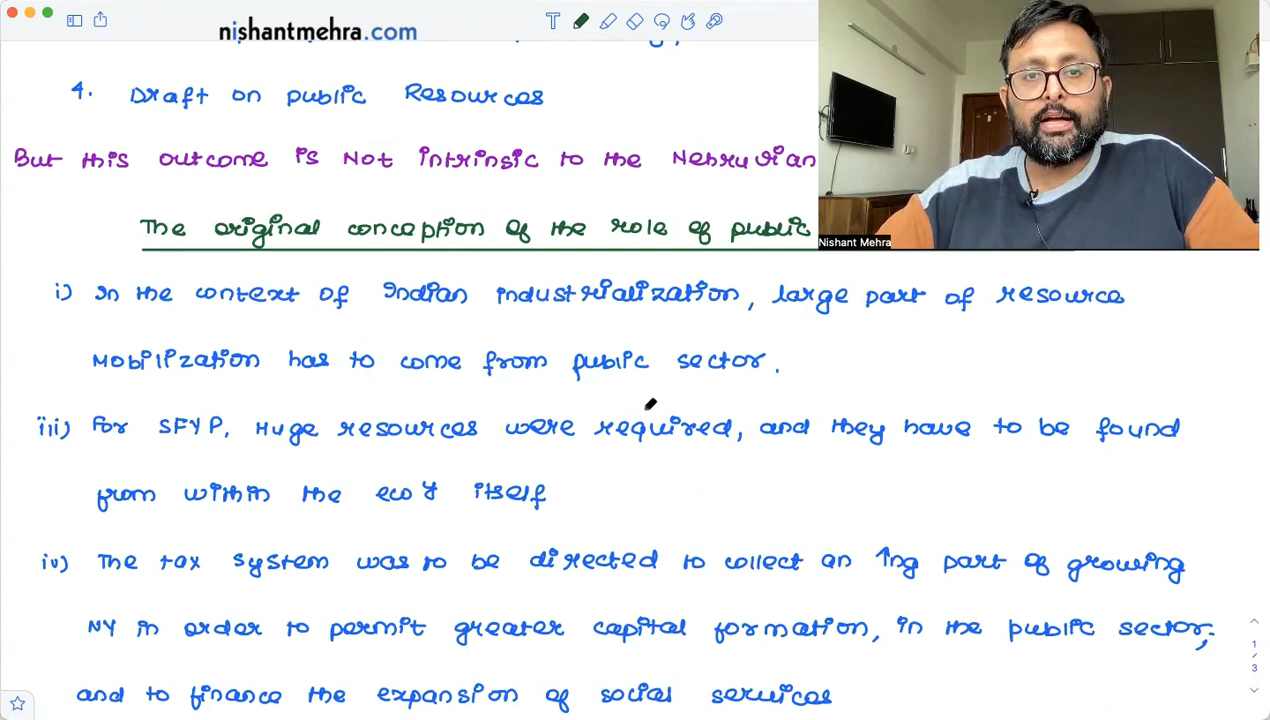 nishantmehra.com
4. Draft on public Resources
But this outcome is Not intrinsic to the Nehruvian
The original conception of the role of public
Nishant Mehra
i) In the context of Indian industrialization, large part of resource
Mobilization has to come from public sector.
iii) For SFYP, Huge resources were required, and they have to be found
from within the ecoy itself
iv) The tax system was to be directed to collect an ↑ng part of growing
NY in order to permit greater capital formation, in the public sector,
and to finance the expansion of social services
1
/
3